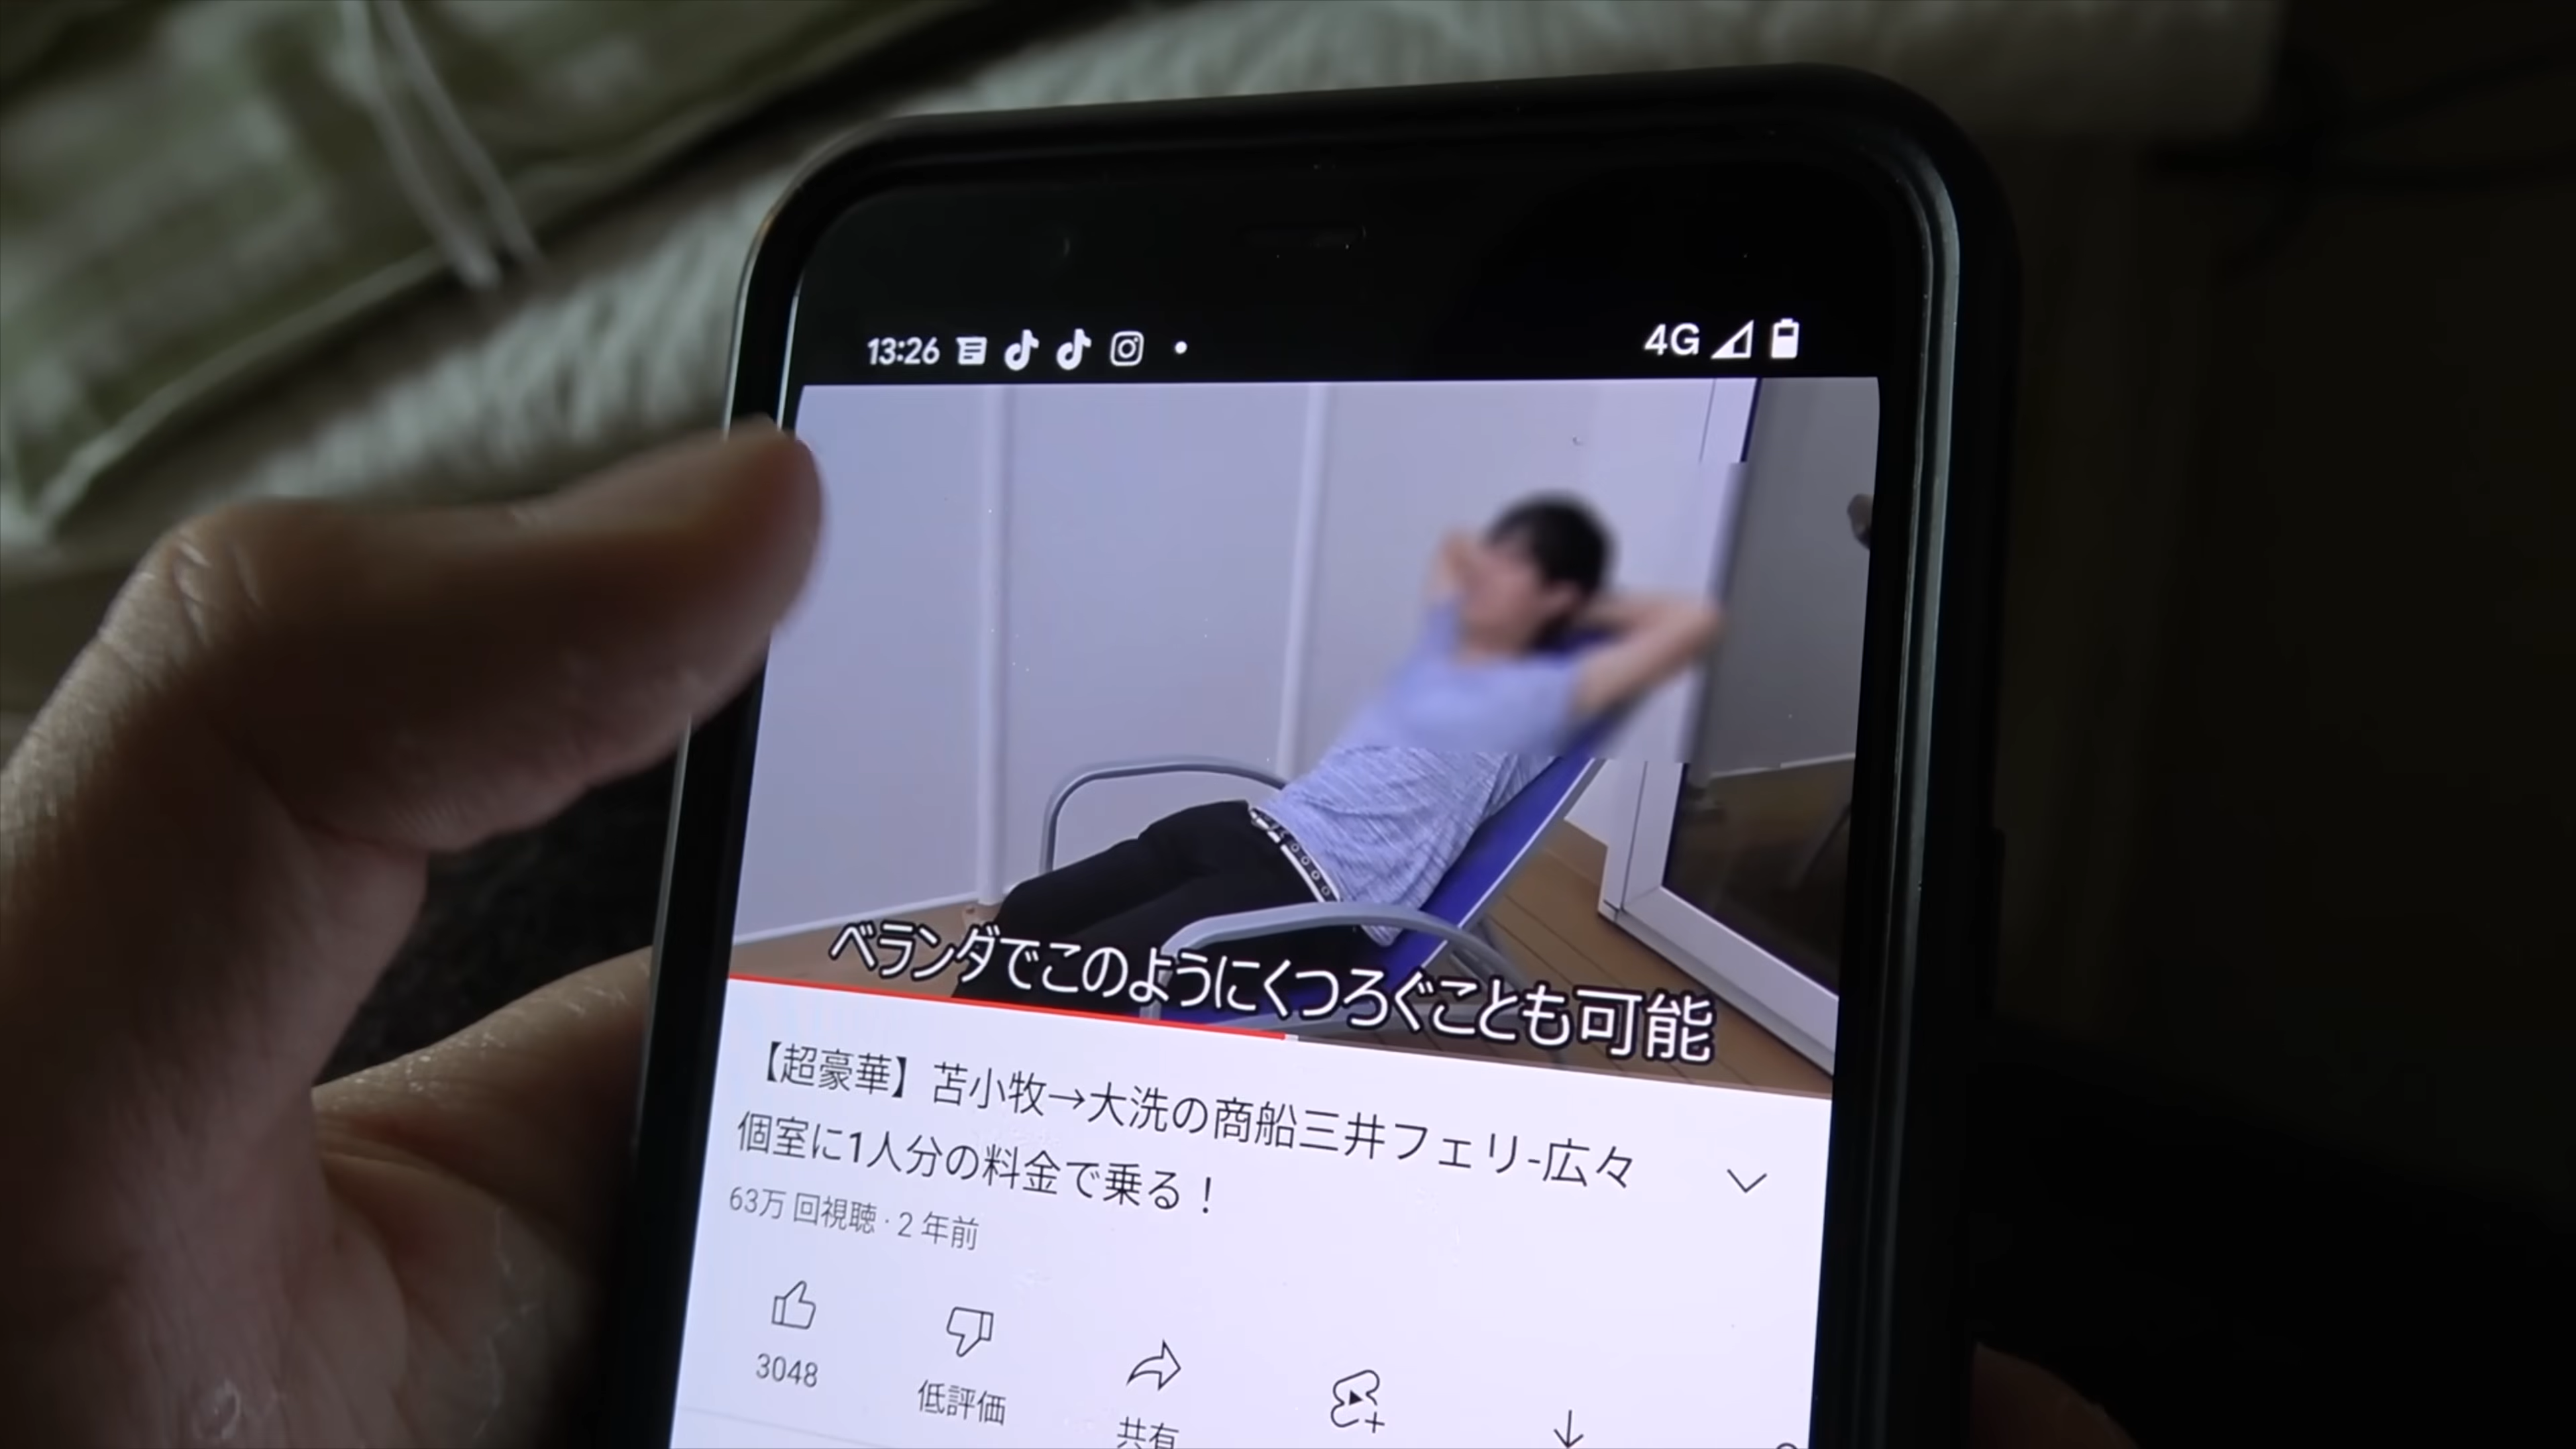 13:26
4G
ベランダでこのようにくつろぐことも可能
【超豪華】苫小牧→大洗の商船三井フェリ-広々
個室に1人分の料金で乗る！
63万 回視聴 · 2 年前
3048
低評価
共有